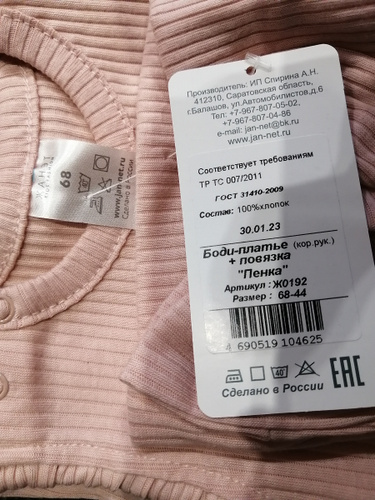 Производитель: ИП Спирина А.Н.
412310, Саратовская область,
г.Балашов, ул.Автомобилистов,д.6
Тел: +7-967-807-05-02,
+7-967-807-04-86
e-mail: jan-net@bk.ru
www.jan-net.ru
Соответствует требованиям
ТР ТС 007/2011
ГОСТ 31410-2009
Состав: 100%хлопок
30.01.23
Боди-платье (кор.рук.)
+ повязка
"Пенка"
Артикул: Ж0192
Размер: 68-44
4 690519 104625
40°
Сделано в России
ЕАС
68
www.jan-net.ru
Сделано в России